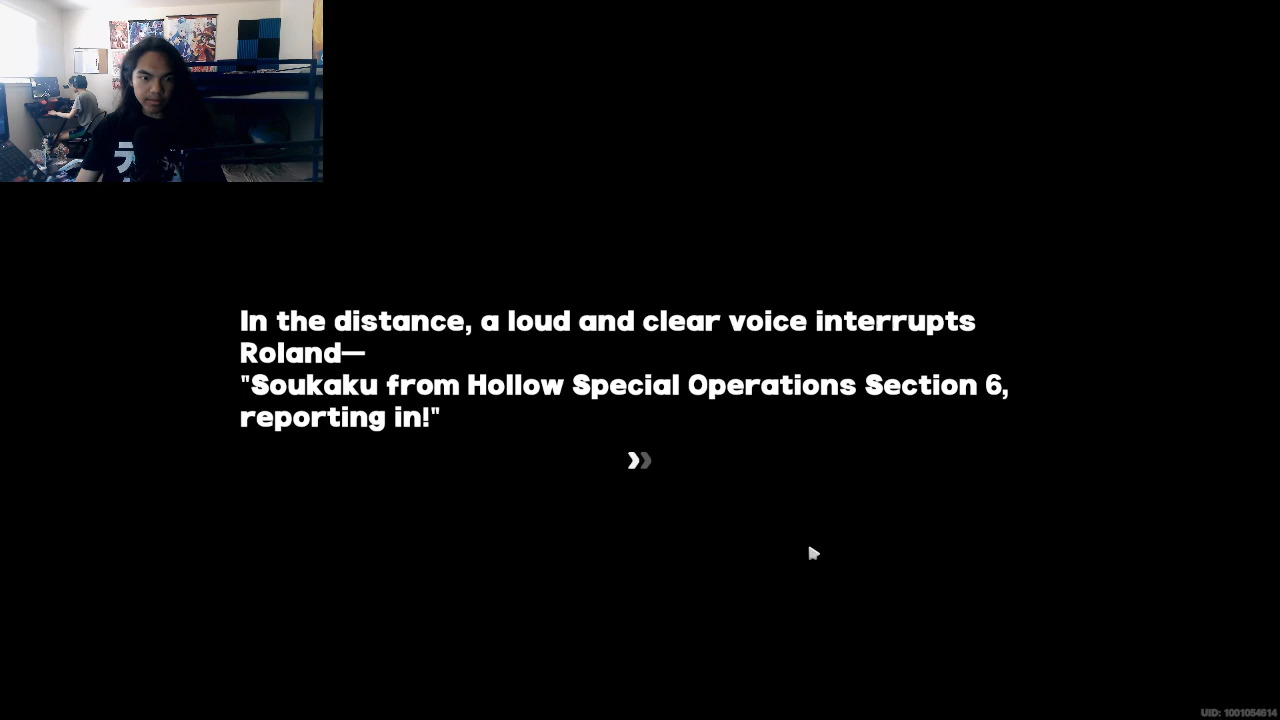 In the distance, a loud and clear voice interrupts
Roland—
"Soukaku from Hollow Special Operations Section 6,
reporting in!"
UID: 1001054614